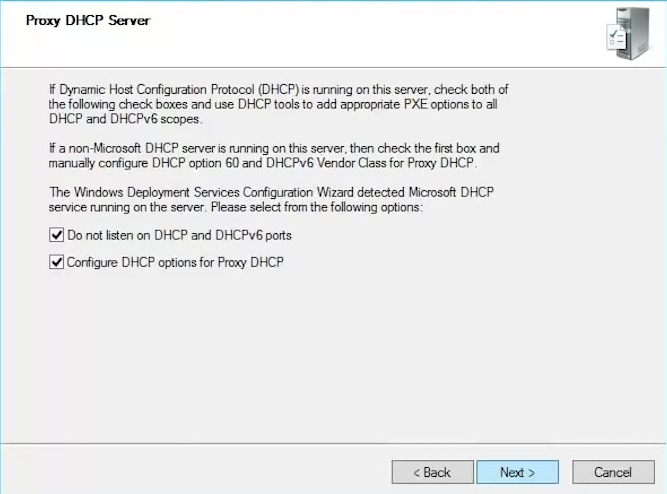 Proxy DHCP Server
If Dynamic Host Configuration Protocol (DHCP) is running on this server, check both of
the following check boxes and use DHCP tools to add appropriate PXE options to all
DHCP and DHCPv6 scopes.
If a non-Microsoft DHCP server is running on this server, then check the first box and
manually configure DHCP option 60 and DHCPv6 Vendor Class for Proxy DHCP.
The Windows Deployment Services Configuration Wizard detected Microsoft DHCP
service running on the server. Please select from the following options:
Do not listen on DHCP and DHCPv6 ports
Configure DHCP options for Proxy DHCP
< Back Next > Cancel